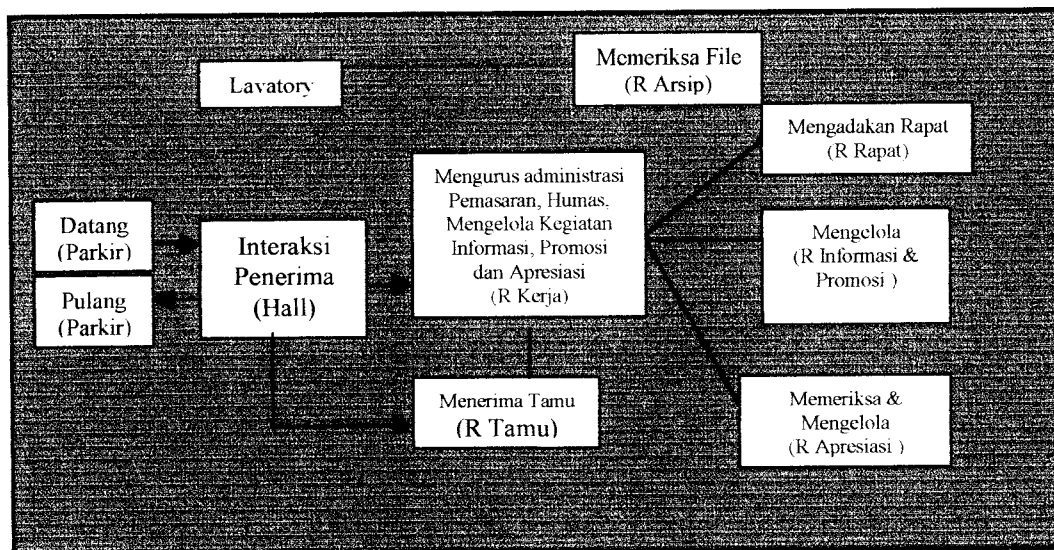 Lavatory
Memeriksa File
(R Arsip)
Mengadakan Rapat
(R Rapat)
Mengurus administrasi
Pemasaran, Humas,
Mengelola Kegiatan
Informasi, Promosi
dan Apresiasi
(R Kerja)
Datang
(Parkir)
Pulang
(Parkir)
Interaksi
Penerima
(Hall)
Mengelola
(R Informasi &
Promosi )
Menerima Tamu
(R Tamu)
Memeriksa &
Mengelola
(R Apresiasi )